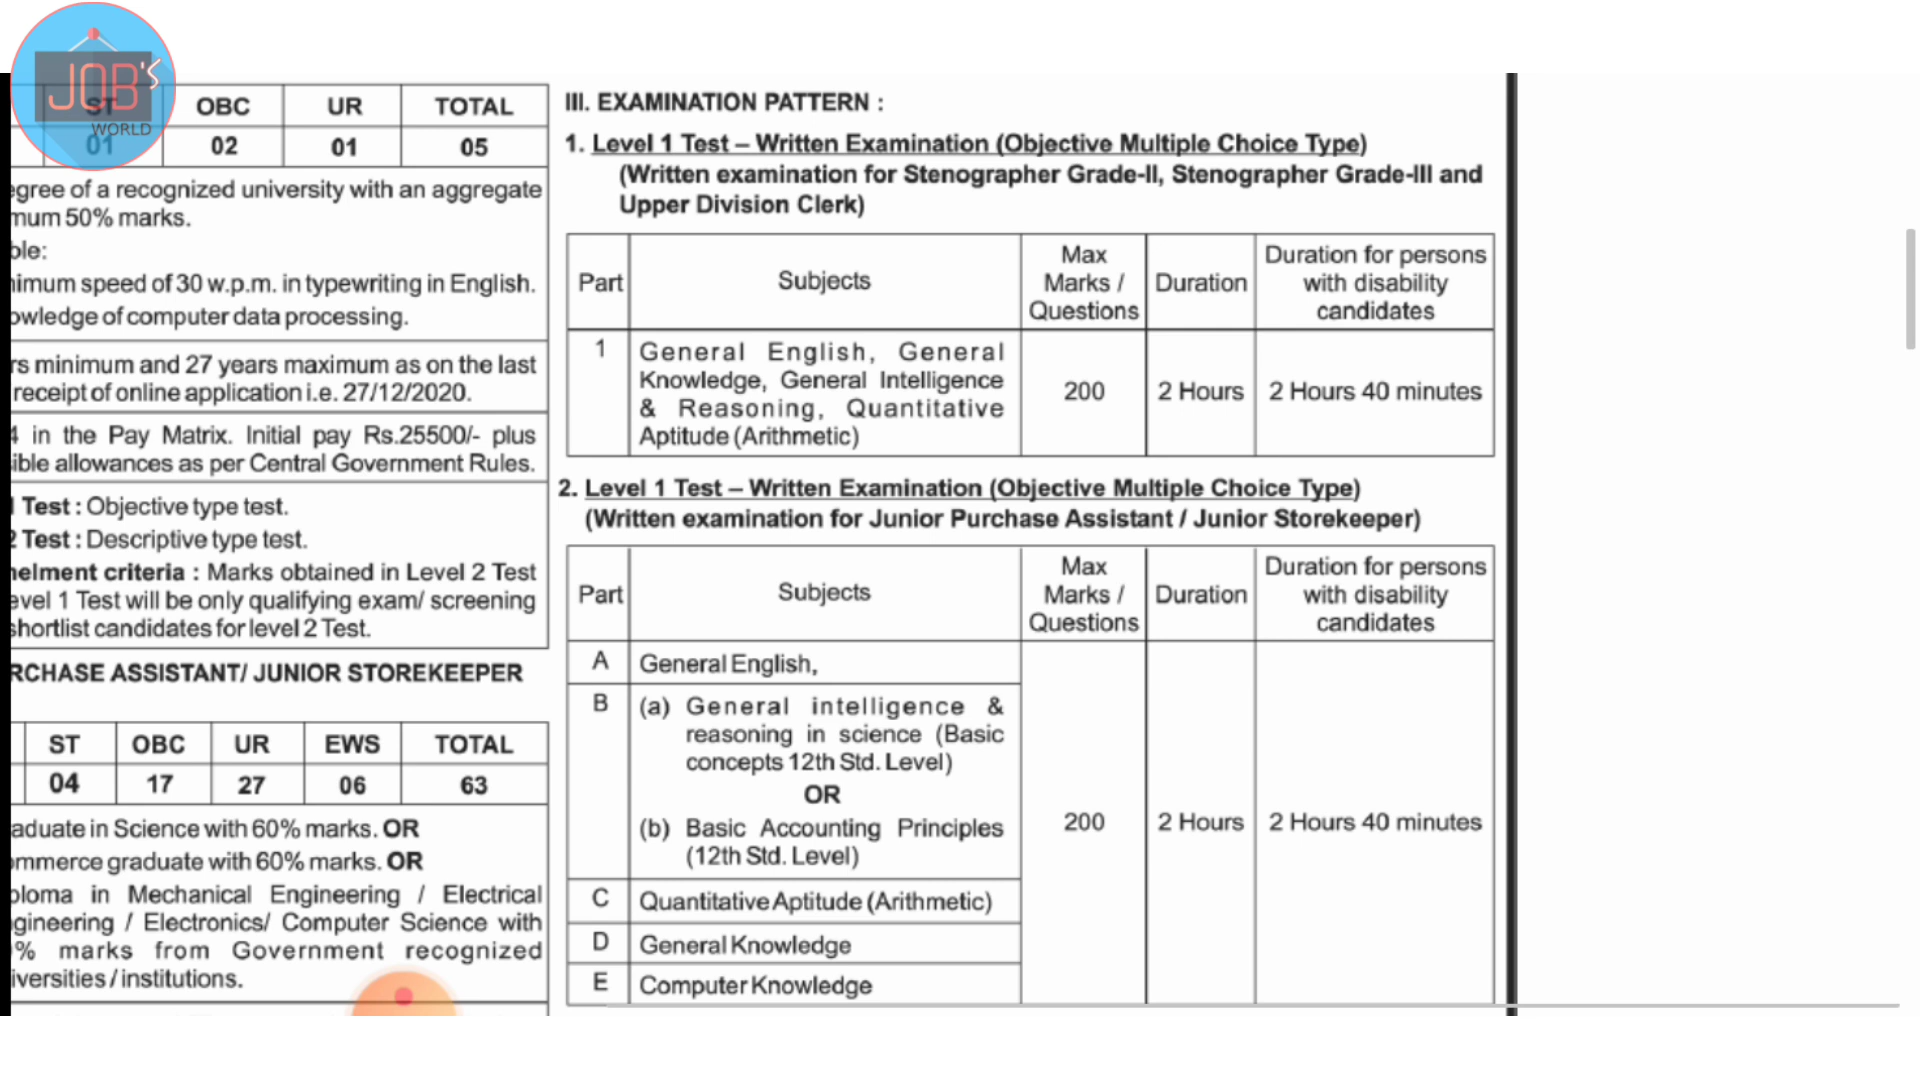 JOB'S
WORLD
ST OBC UR TOTAL
01 02 01 05
egree of a recognized university with an aggregate
mum 50% marks.
ble:
nimum speed of 30 w.p.m. in typewriting in English.
owledge of computer data processing.
rs minimum and 27 years maximum as on the last
receipt of online application i.e. 27/12/2020.
4 in the Pay Matrix. Initial pay Rs.25500/- plus
ible allowances as per Central Government Rules.
Test : Objective type test.
2 Test : Descriptive type test.
nelment criteria : Marks obtained in Level 2 Test
evel 1 Test will be only qualifying exam/ screening
shortlist candidates for level 2 Test.
RCHASE ASSISTANT/ JUNIOR STOREKEEPER
ST OBC UR EWS TOTAL
04 17 27 06 63
aduate in Science with 60% marks. OR
ommerce graduate with 60% marks. OR
ploma in Mechanical Engineering / Electrical
gineering / Electronics/ Computer Science with
% marks from Government recognized
iversities / institutions.
III. EXAMINATION PATTERN :
1. Level 1 Test – Written Examination (Objective Multiple Choice Type)
(Written examination for Stenographer Grade-II, Stenographer Grade-III and
Upper Division Clerk)
Part Subjects Max Marks / Questions Duration Duration for persons with disability candidates
1 General English, General
Knowledge, General Intelligence
& Reasoning, Quantitative
Aptitude (Arithmetic)
200 2 Hours 2 Hours 40 minutes
2. Level 1 Test – Written Examination (Objective Multiple Choice Type)
(Written examination for Junior Purchase Assistant / Junior Storekeeper)
Part Subjects Max Marks / Questions Duration Duration for persons with disability candidates
A General English,
B (a) General intelligence &
reasoning in science (Basic
concepts 12th Std. Level)
OR
(b) Basic Accounting Principles
(12th Std. Level)
200 2 Hours 2 Hours 40 minutes
C Quantitative Aptitude (Arithmetic)
D General Knowledge
E Computer Knowledge